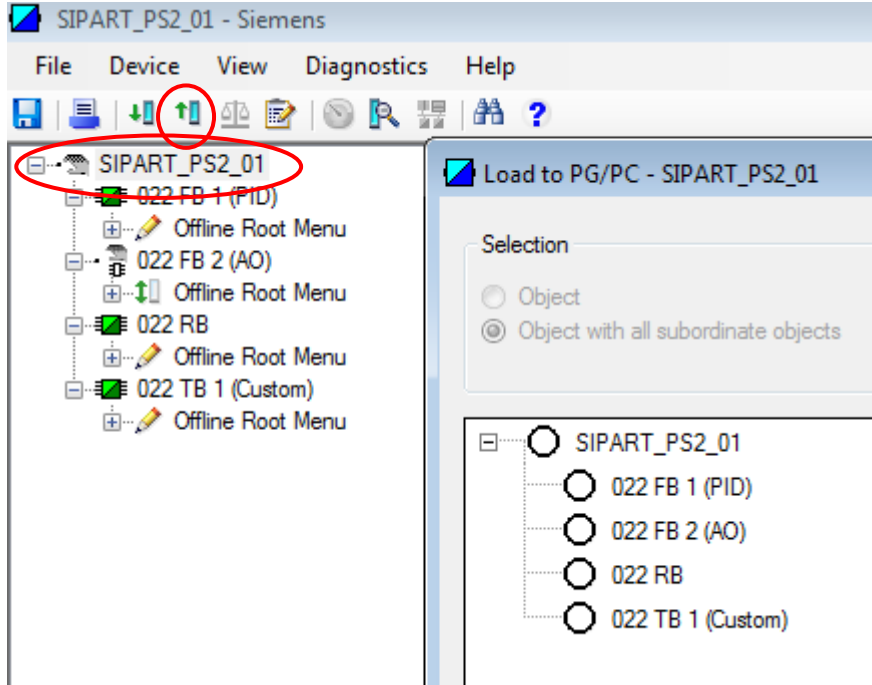 SIPART_PS2_01 - Siemens
File Device View Diagnostics Help
?
SIPART_PS2_01
022 FB 1 (PID)
Offline Root Menu
022 FB 2 (AO)
Offline Root Menu
022 RB
Offline Root Menu
022 TB 1 (Custom)
Offline Root Menu
Load to PG/PC - SIPART_PS2_01
Selection
Object
Object with all subordinate objects
SIPART_PS2_01
022 FB 1 (PID)
022 FB 2 (AO)
022 RB
022 TB 1 (Custom)